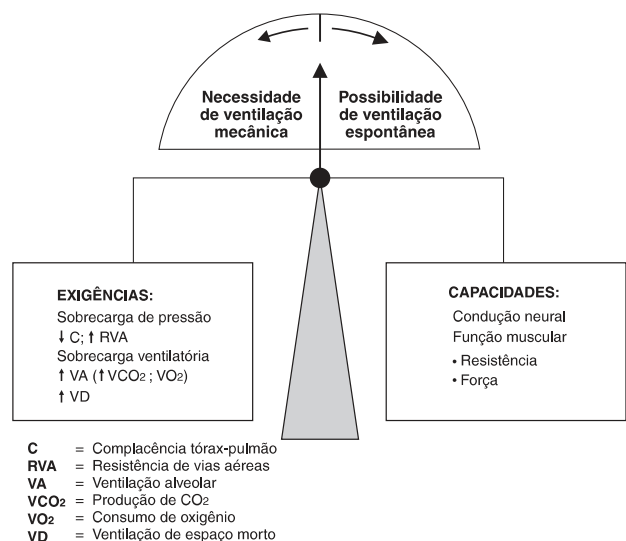 Necessidade
de ventilação
mecânica
Possibilidade
de ventilação
espontânea
EXIGÊNCIAS:
Sobrecarga de pressão
↓ C; ↑ RVA
Sobrecarga ventilatória
↑ VA (↑ VCO₂ ; VO₂)
↑ VD
CAPACIDADES:
Condução neural
Função muscular
• Resistência
• Força
C = Complacência tórax-pulmão
RVA = Resistência de vias aéreas
VA = Ventilação alveolar
VCO₂ = Produção de CO₂
VO₂ = Consumo de oxigênio
VD = Ventilação de espaço morto